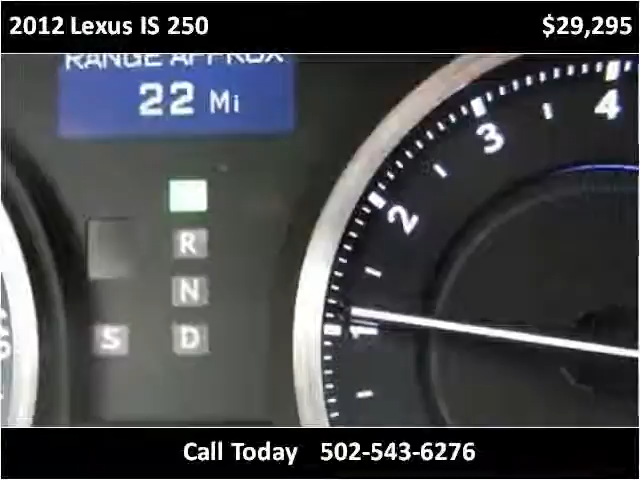 2012 Lexus IS 250 $29,295
RANGE APPROX
22 Mi
4
3
2
R
N
1
S D
Call Today 502-543-6276